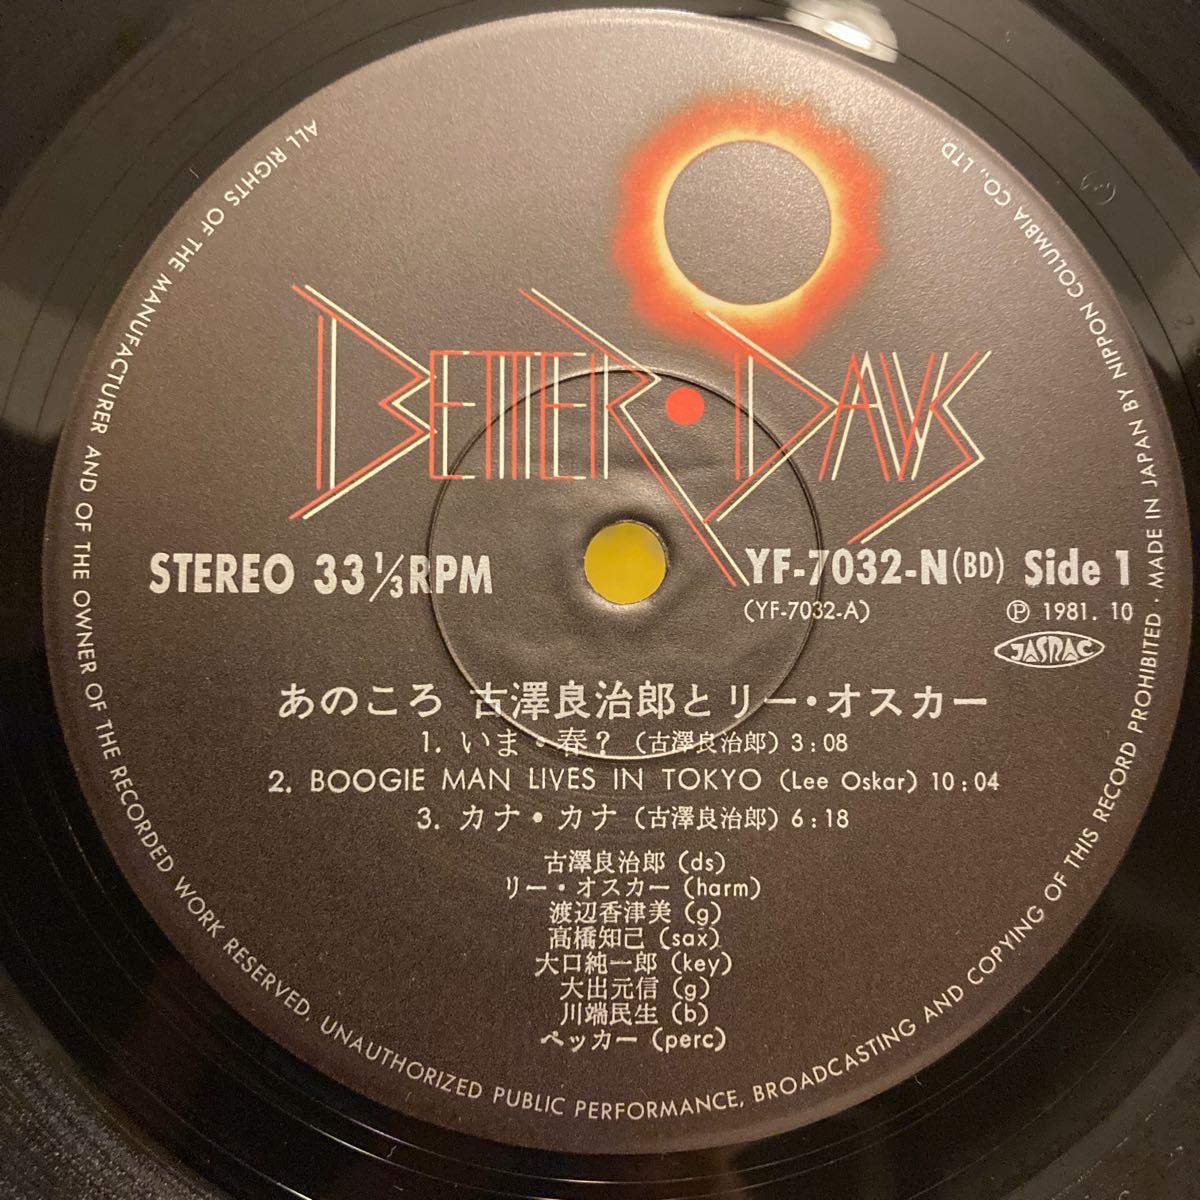 BETTER・DAYS
STEREO 33 1/3 RPM
YF-7032-N(BD) Side 1
(YF-7032-A)
Ⓟ 1981. 10
JASRAC
あのころ 古澤良治郎とリー・オスカー
1. いま・春? (古澤良治郎) 3:08
2. BOOGIE MAN LIVES IN TOKYO (Lee Oskar) 10:04
3. カナ・カナ (古澤良治郎) 6:18
古澤良治郎 (ds)
リー・オスカー (harm)
渡辺香津美 (g)
高橋知己 (sax)
大口純一郎 (key)
大出元信 (g)
川端民生 (b)
ペッカー (perc)
ALL RIGHTS OF THE MANUFACTURER AND OF THE OWNER OF THE RECORDED WORK RESERVED, UNAUTHORIZED PUBLIC PERFORMANCE, BROADCASTING AND COPYING OF THIS RECORD PROHIBITED・MADE IN JAPAN BY NIPPON COLUMBIA CO., LTD.